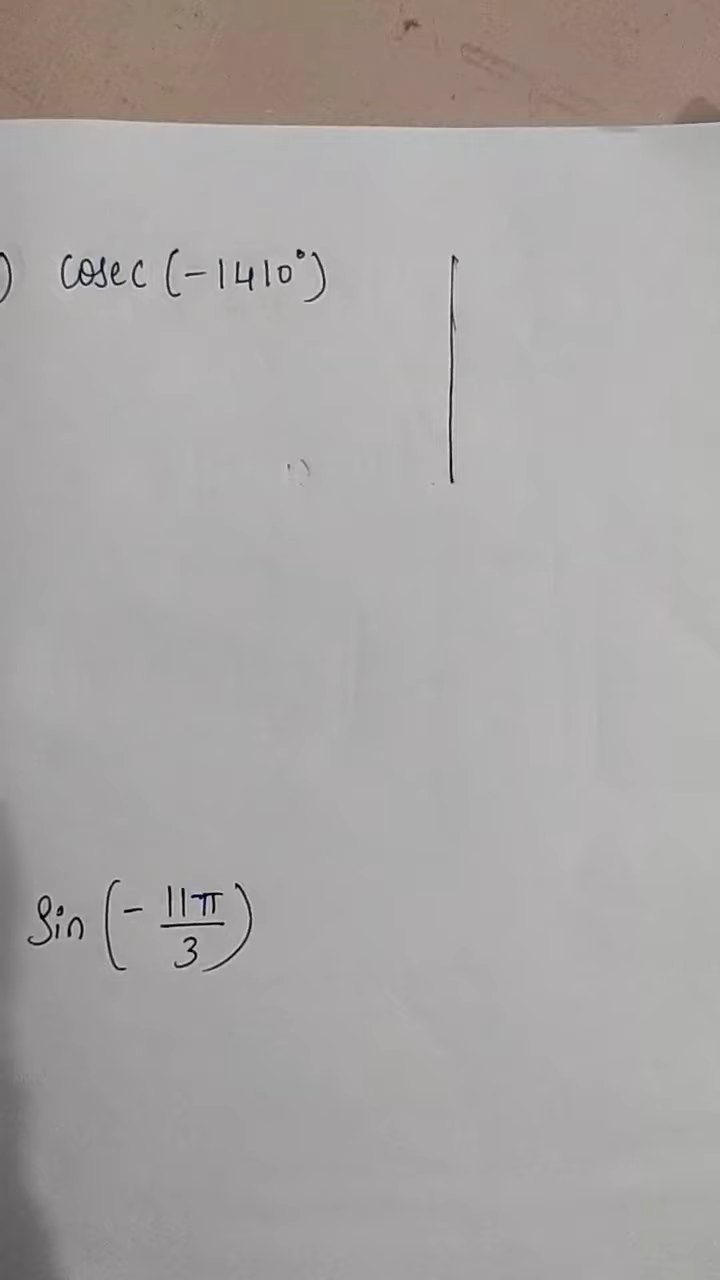 ) cosec (-1410°)
sin (- 11π/3)